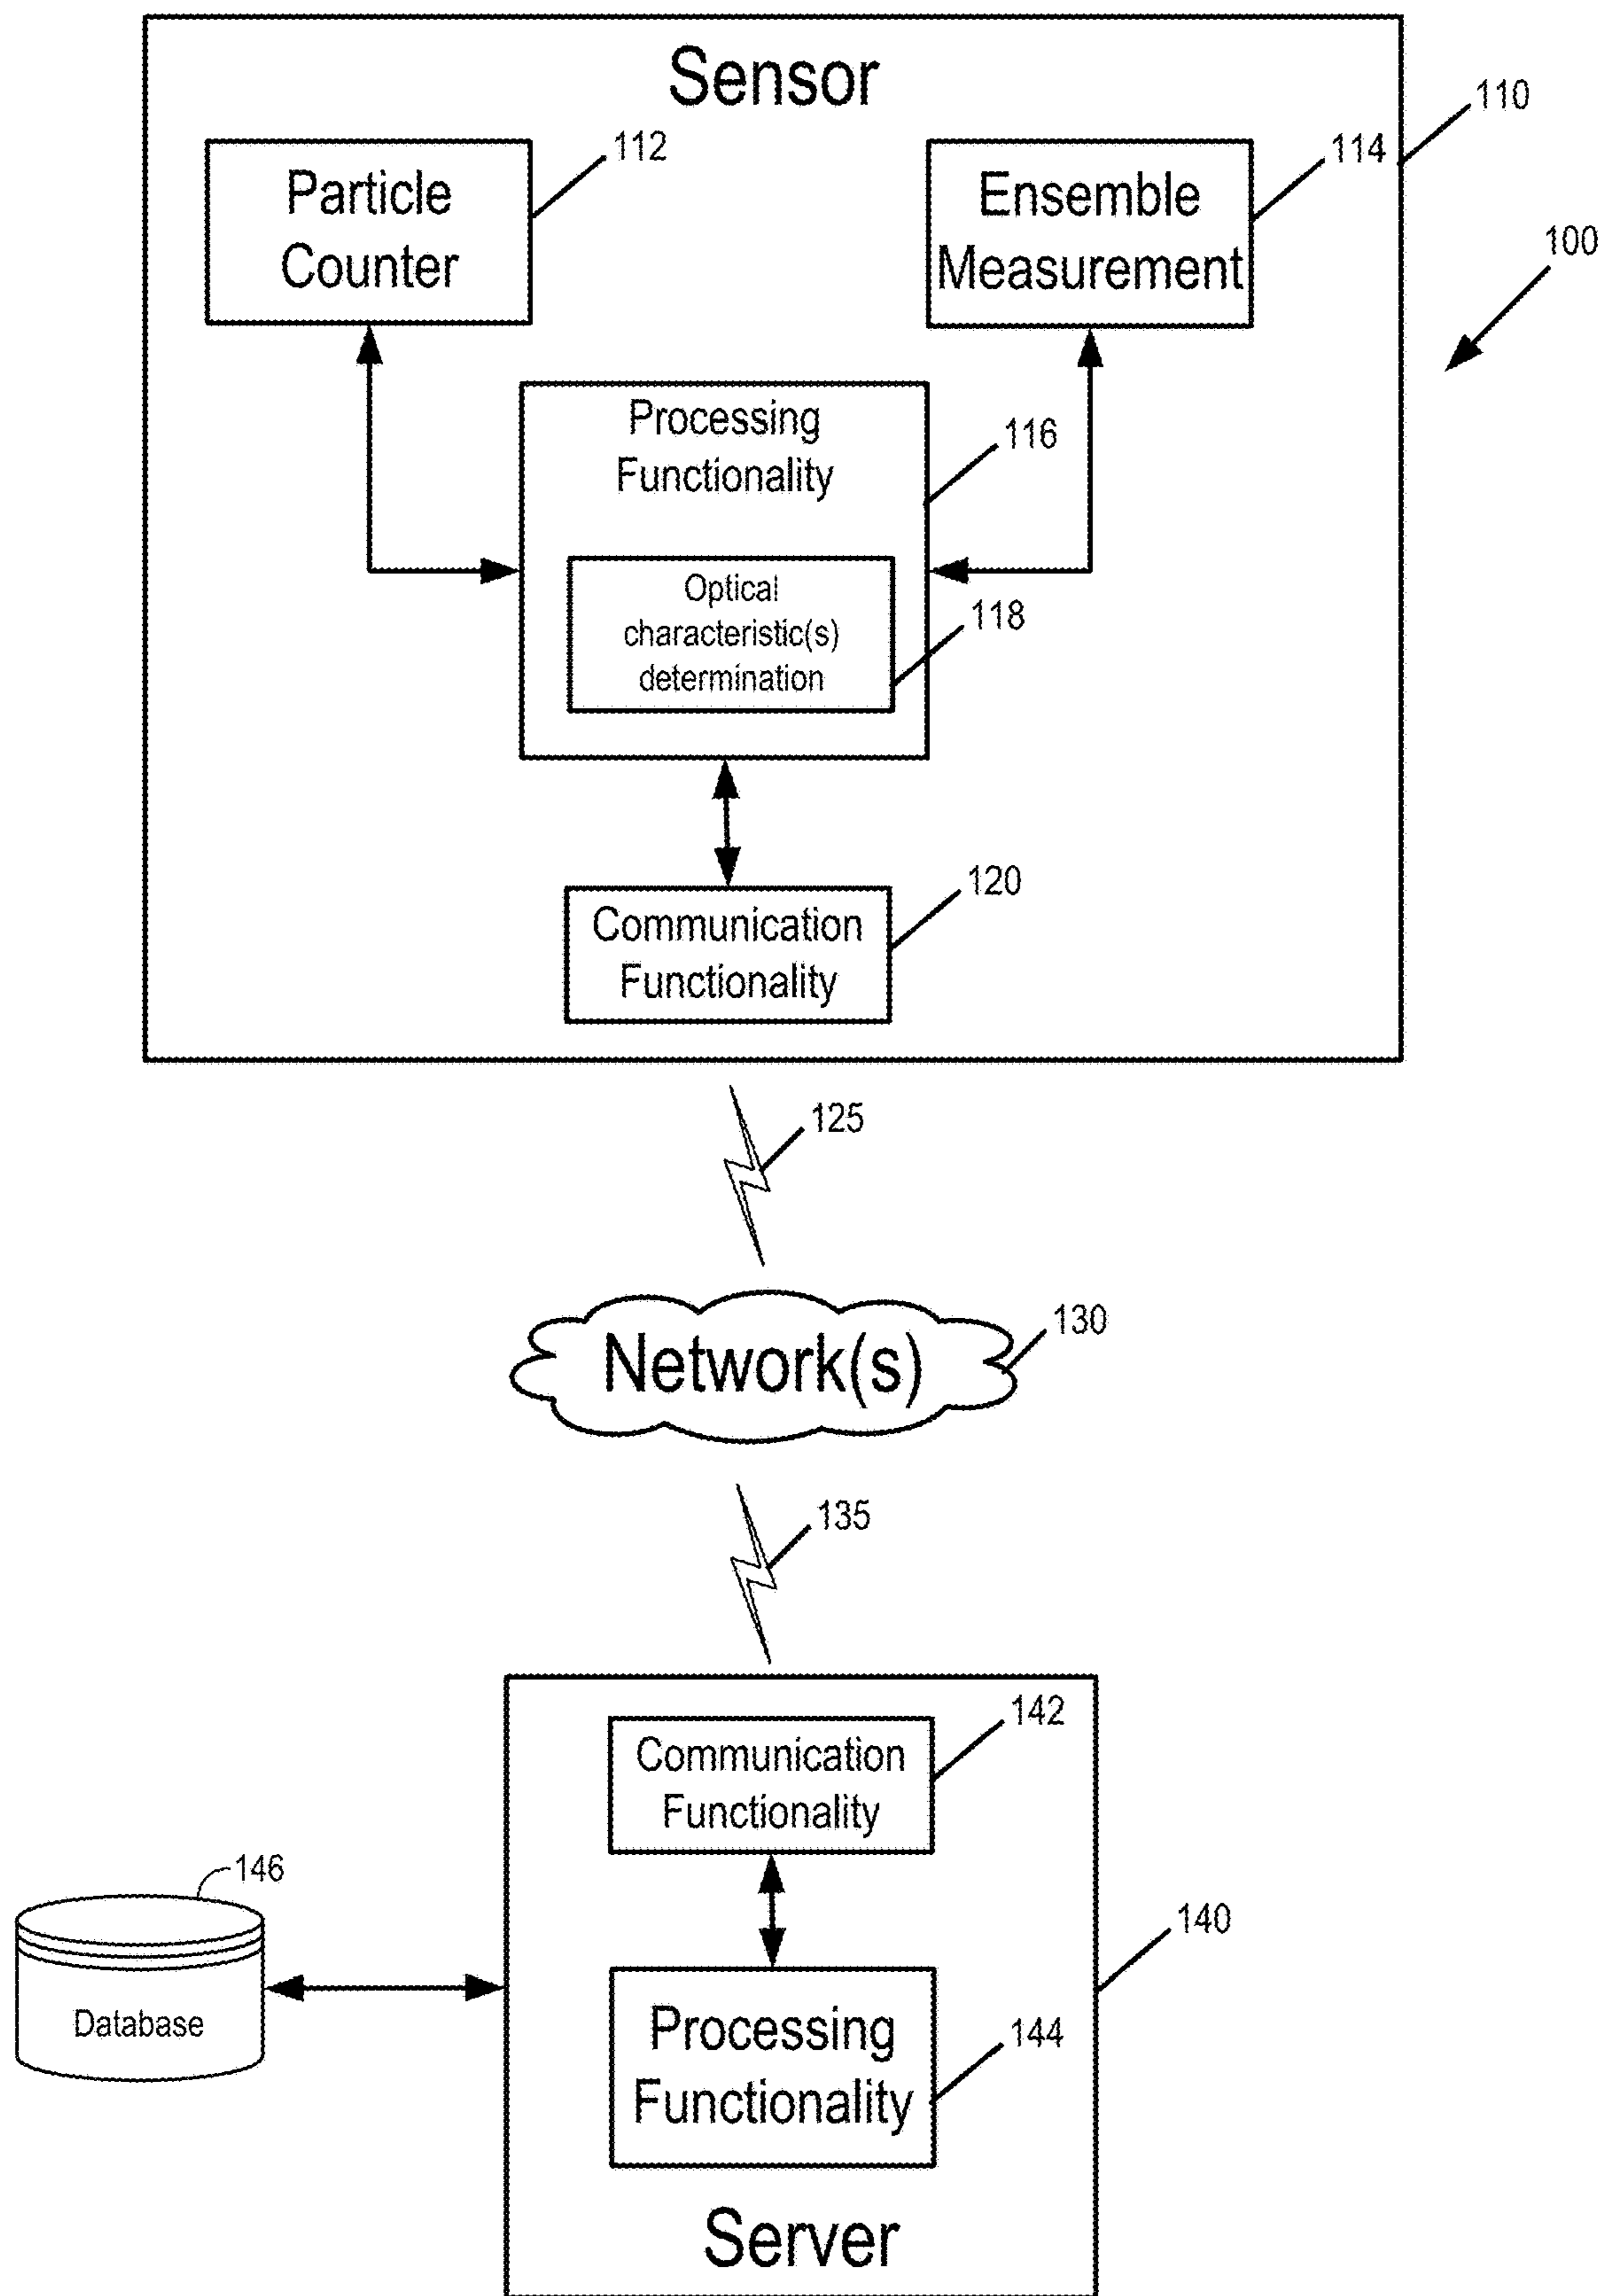 Sensor
110
112
114
Particle
Counter
Ensemble
Measurement
100
Processing
Functionality
116
Optical
characteristic(s)
determination
118
120
Communication
Functionality
125
Network(s)
130
135
142
Communication
Functionality
146
140
Database
Processing
Functionality
144
Server